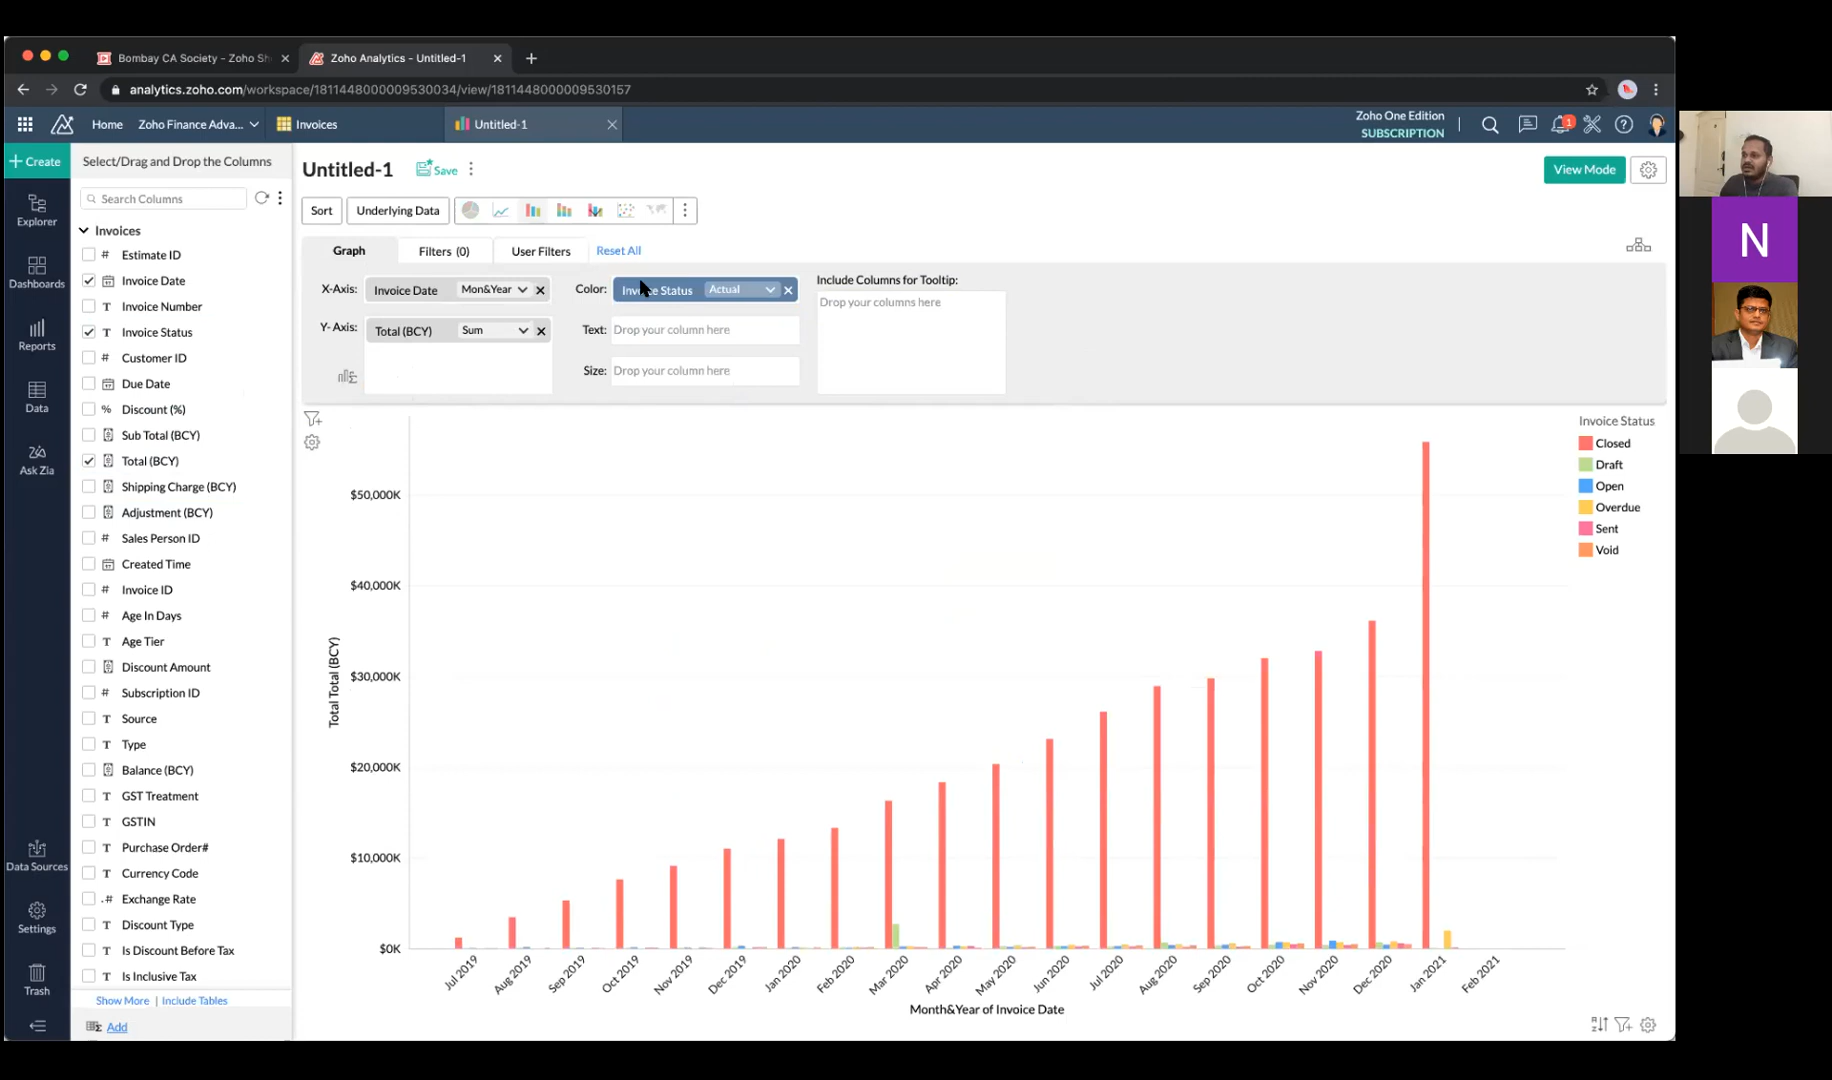 Bombay CA Society - Zoho Sh
Zoho Analytics - Untitled-1
analytics.zoho.com/workspace/1811448000009530034/view/1811448000009530157
Home
Zoho Finance Adva...
Invoices
Untitled-1
Zoho One Edition
SUBSCRIPTION
1
Create
Explorer
Dashboards
Reports
Data
Ask Zia
Data Sources
Settings
Trash
Select/Drag and Drop the Columns
Search Columns
Invoices
# Estimate ID
Invoice Date
T Invoice Number
T Invoice Status
# Customer ID
Due Date
% Discount (%)
Sub Total (BCY)
Total (BCY)
Shipping Charge (BCY)
Adjustment (BCY)
# Sales Person ID
Created Time
# Invoice ID
# Age In Days
T Age Tier
Discount Amount
# Subscription ID
T Source
T Type
Balance (BCY)
T GST Treatment
T GSTIN
T Purchase Order#
T Currency Code
.# Exchange Rate
T Discount Type
T Is Discount Before Tax
T Is Inclusive Tax
Show More | Include Tables
Add
Untitled-1
Save
View Mode
Sort
Underlying Data
Graph
Filters (0)
User Filters
Reset All
X-Axis:
Invoice Date
Mon&Year
Y-Axis:
Total (BCY)
Sum
Color:
Status
Actual
Text:
Drop your column here
Size:
Drop your column here
Include Columns for Tooltip:
Drop your columns here
Total Total (BCY)
$50,000K
$40,000K
$30,000K
$20,000K
$10,000K
$0K
Jul 2019
Aug 2019
Sep 2019
Oct 2019
Nov 2019
Dec 2019
Jan 2020
Feb 2020
Mar 2020
Apr 2020
May 2020
Jun 2020
Jul 2020
Aug 2020
Sep 2020
Oct 2020
Nov 2020
Dec 2020
Jan 2021
Feb 2021
Month&Year of Invoice Date
Invoice Status
Closed
Draft
Open
Overdue
Sent
Void
N